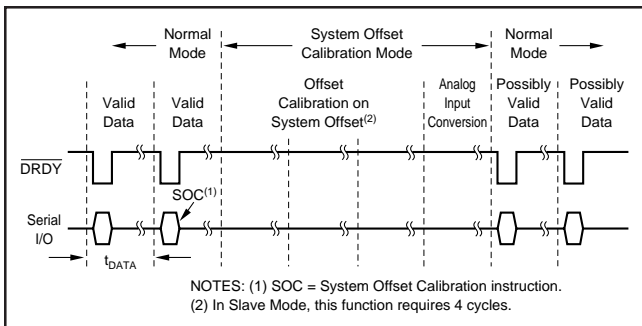 Normal
Mode
System Offset
Calibration Mode
Normal
Mode
Valid
Data
Valid
Data
Offset
Calibration on
System Offset(2)
Analog
Input
Conversion
Possibly
Valid
Data
Possibly
Valid
Data
DRDY
SOC(1)
Serial
I/O
tDATA
NOTES: (1) SOC = System Offset Calibration instruction.
(2) In Slave Mode, this function requires 4 cycles.